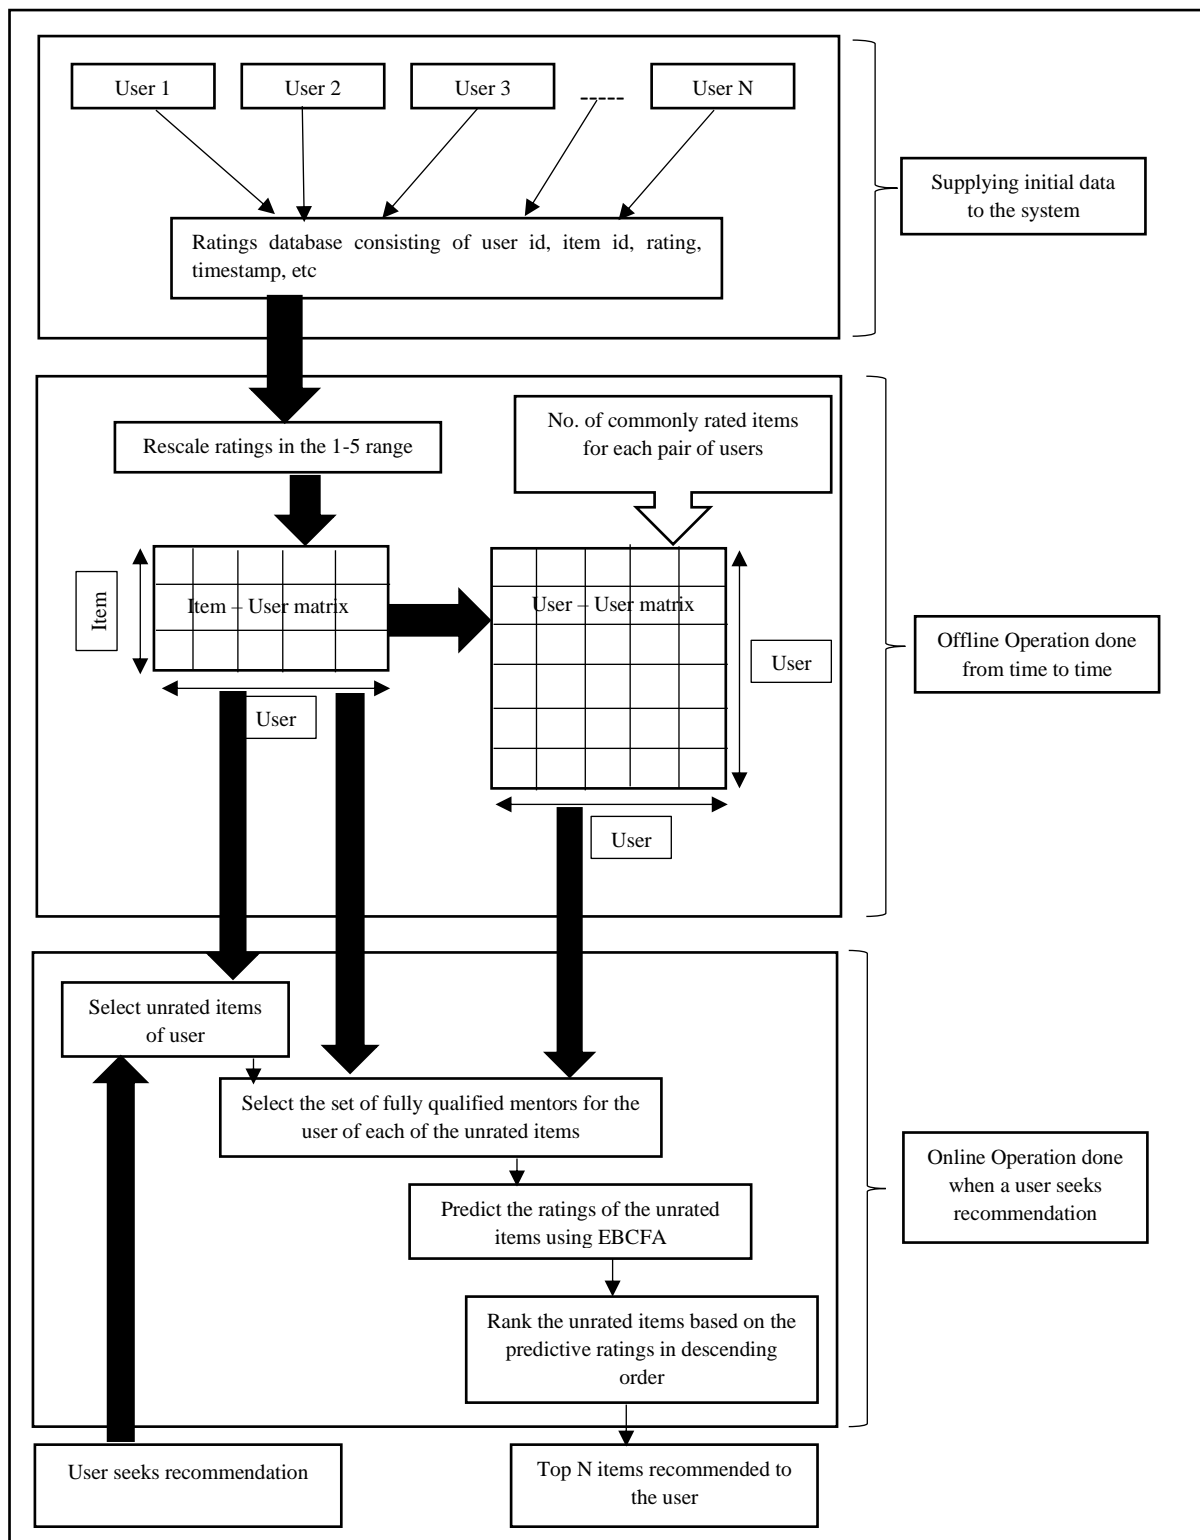 User 1
User 2
User 3
-----
User N
Ratings database consisting of user id, item id, rating,
timestamp, etc
Supplying initial data
to the system
Rescale ratings in the 1-5 range
No. of commonly rated items
for each pair of users
Item
Item – User matrix
User
User – User matrix
User
User
Offline Operation done
from time to time
Select unrated items
of user
Select the set of fully qualified mentors for the
user of each of the unrated items
Predict the ratings of the unrated
items using EBCFA
Rank the unrated items based on the
predictive ratings in descending
order
Online Operation done
when a user seeks
recommendation
User seeks recommendation
Top N items recommended to
the user